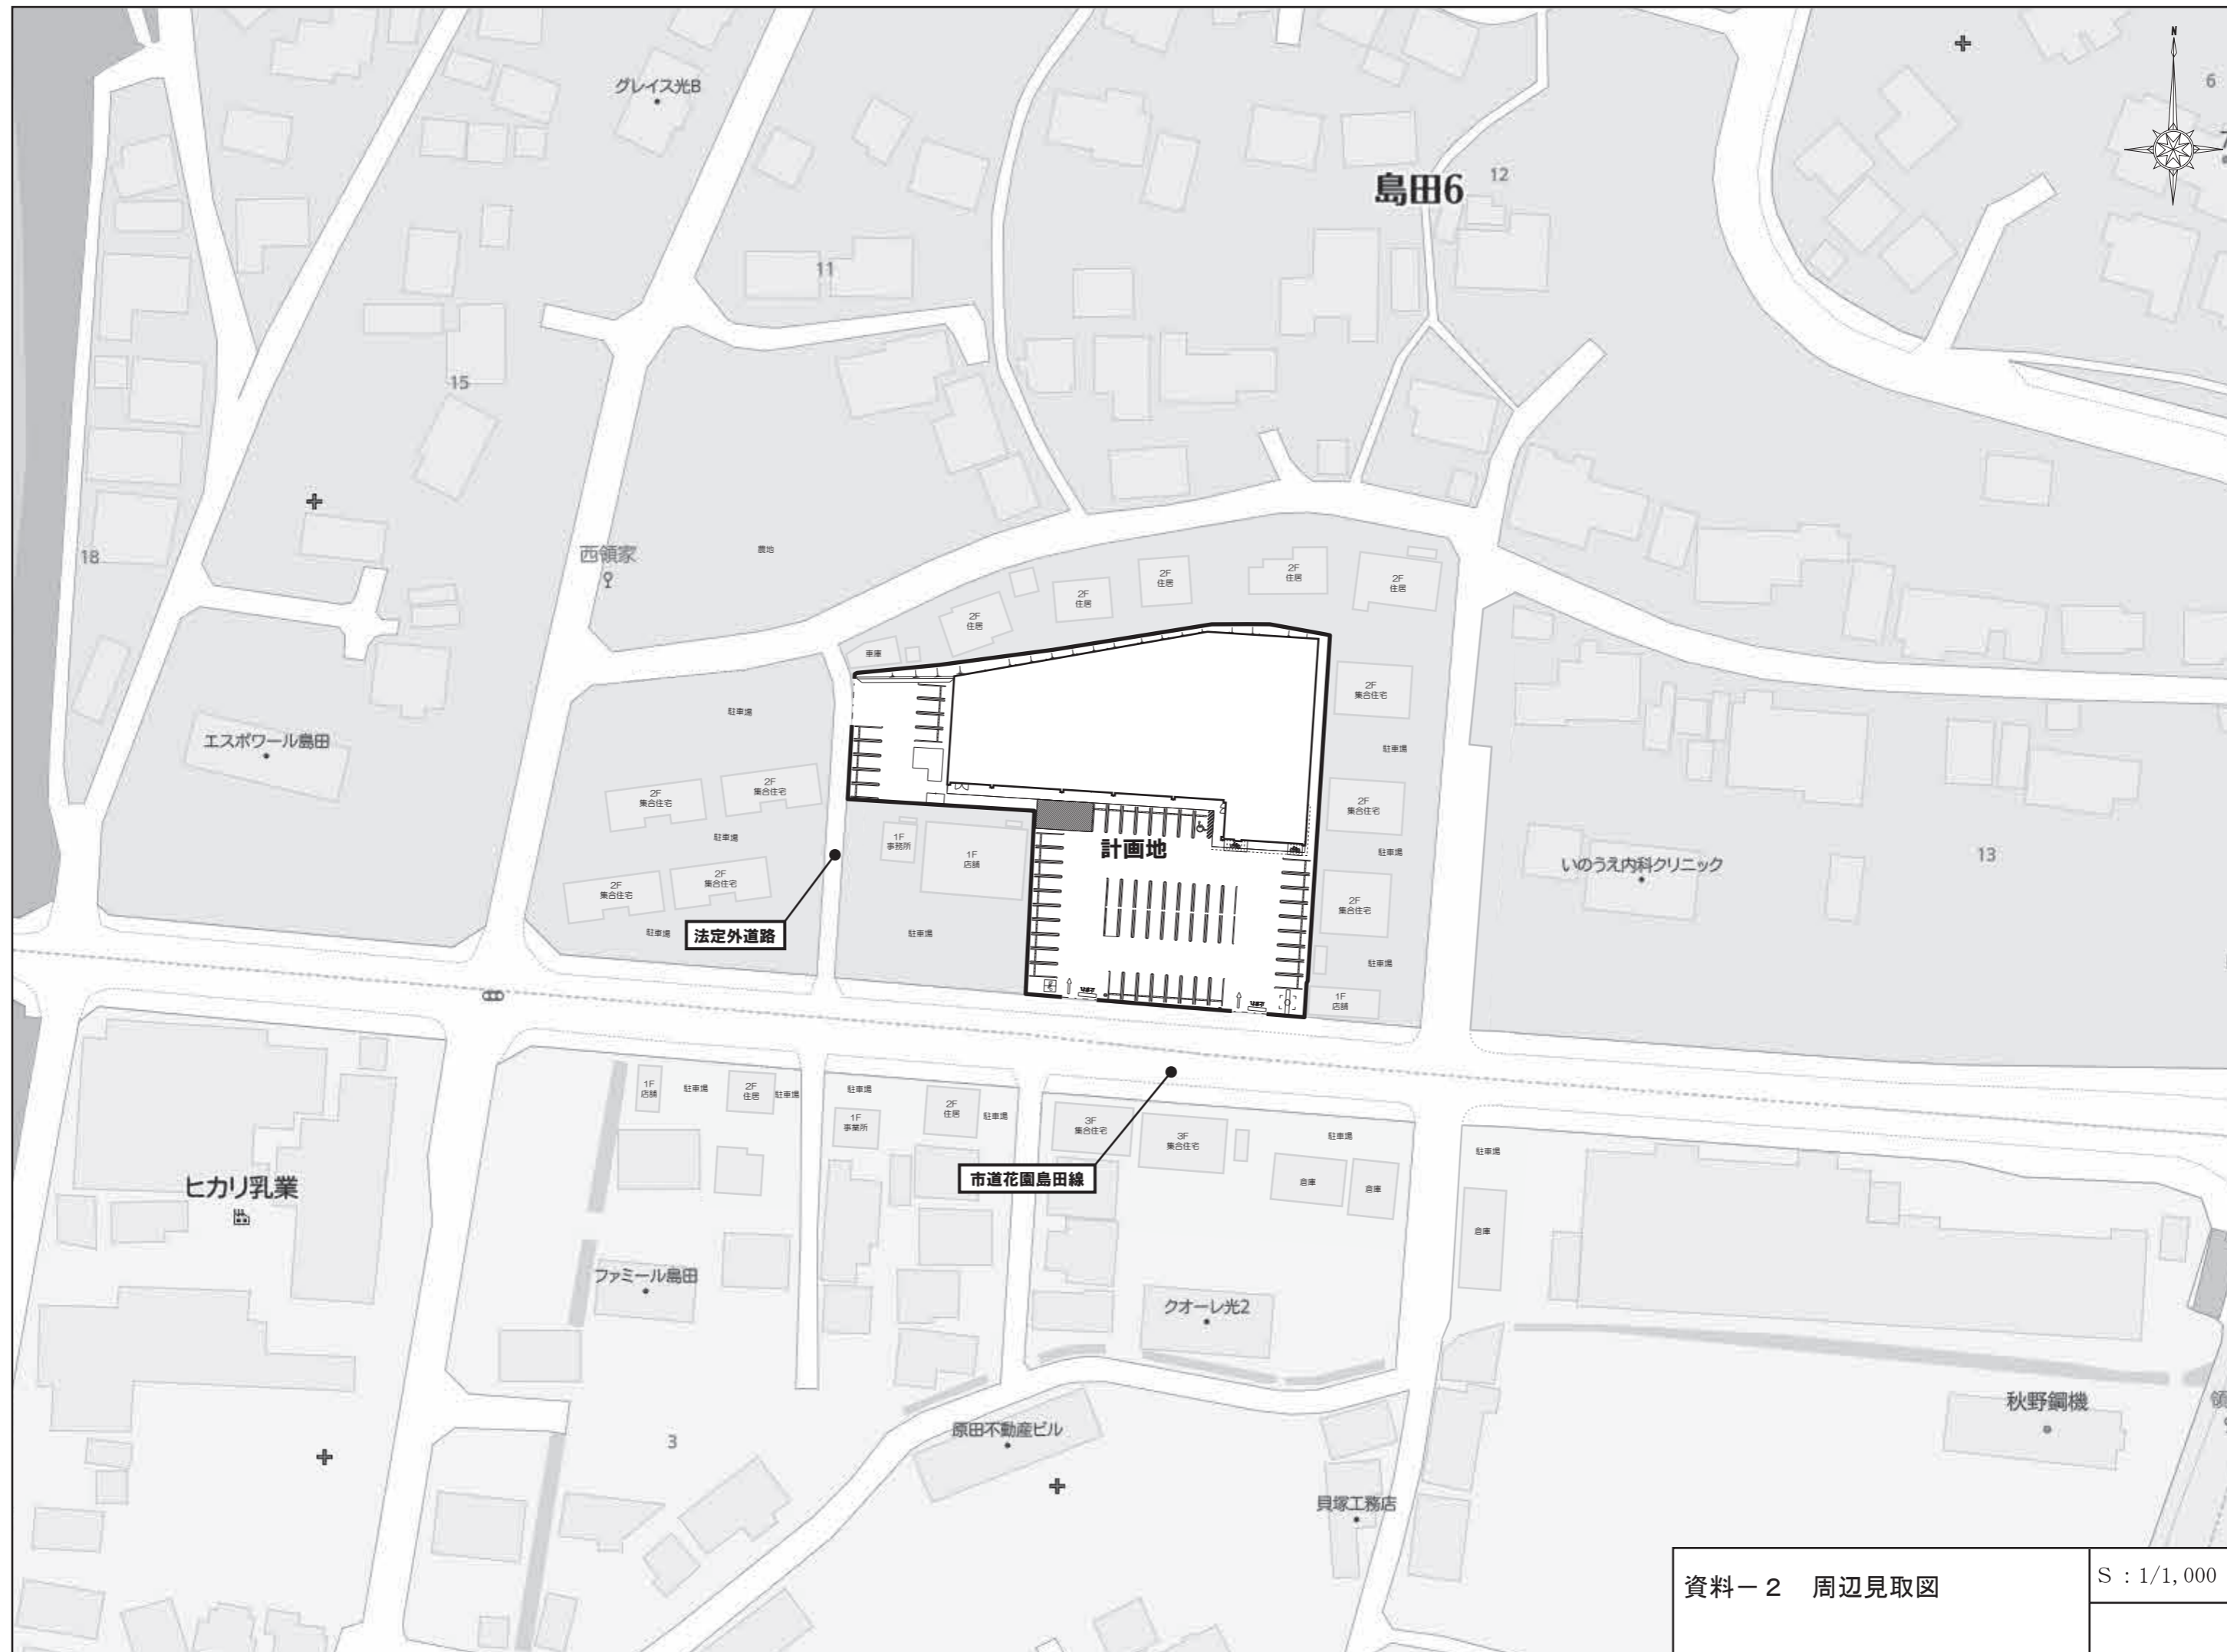 グレイス光B
N
6
島田6
12
11
15
18
西領家
農地
2F
住居
2F
住居
2F
住居
2F
住居
2F
住居
車庫
2F
集合住宅
駐車場
駐車場
エスポワール島田
2F
集合住宅
2F
集合住宅
駐車場
2F
集合住宅
駐車場
1F
事務所
1F
店舗
計画地
いのうえ内科クリニック
13
2F
集合住宅
2F
集合住宅
2F
集合住宅
駐車場
法定外道路
駐車場
駐車場
1F
店舗
1F
店舗
駐車場
2F
住居
駐車場
駐車場
1F
事業所
2F
住居
駐車場
3F
集合住宅
3F
集合住宅
駐車場
駐車場
倉庫
倉庫
倉庫
市道花園島田線
ヒカリ乳業
ファミール島田
クオーレ光2
秋野鋼機
領
原田不動産ビル
3
貝塚工務店
資料－2　周辺見取図
S : 1/1,000